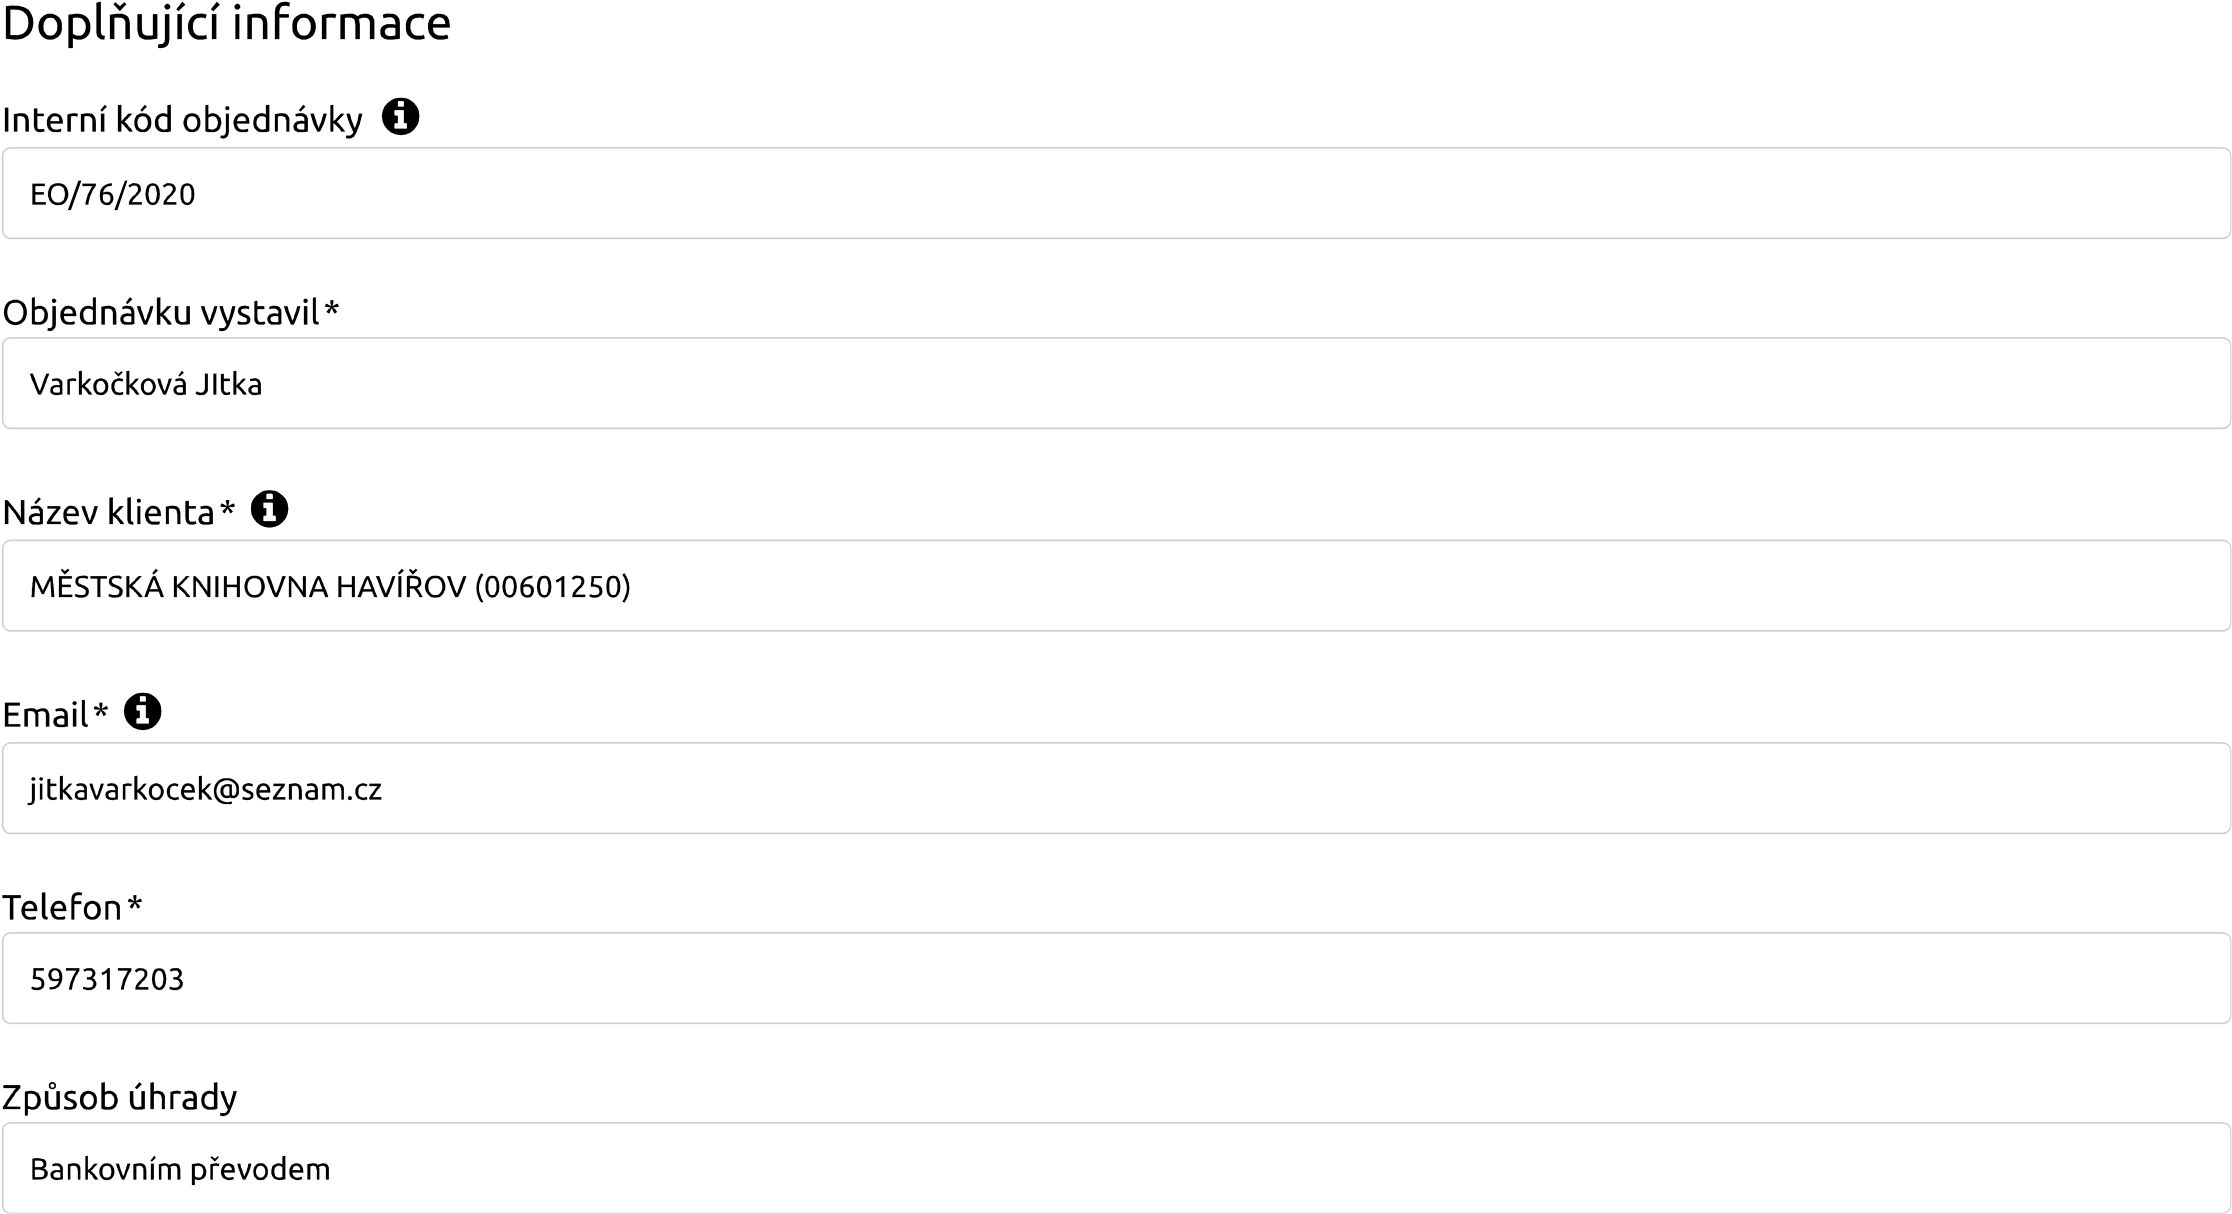 Doplňující informace
Interní kód objednávky
EO/76/2020
Objednávku vystavil*
Varkočková JItka
Název klienta*
MĚSTSKÁ KNIHOVNA HAVÍŘOV (00601250)
Email*
jitkavarkocek@seznam.cz
Telefon*
597317203
Způsob úhrady
Bankovním převodem